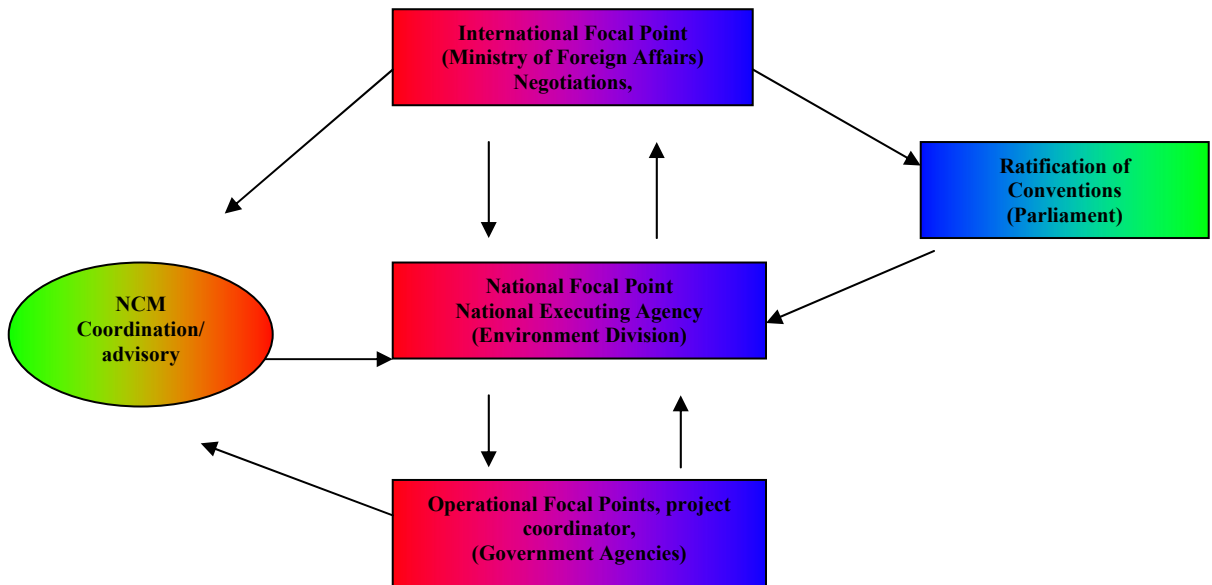 International Focal Point
(Ministry of Foreign Affairs)
Negotiations,
Ratification of
Conventions
(Parliament)
NCM
Coordination/
advisory
National Focal Point
National Executing Agency
(Environment Division)
Operational Focal Points, project
coordinator,
(Government Agencies)